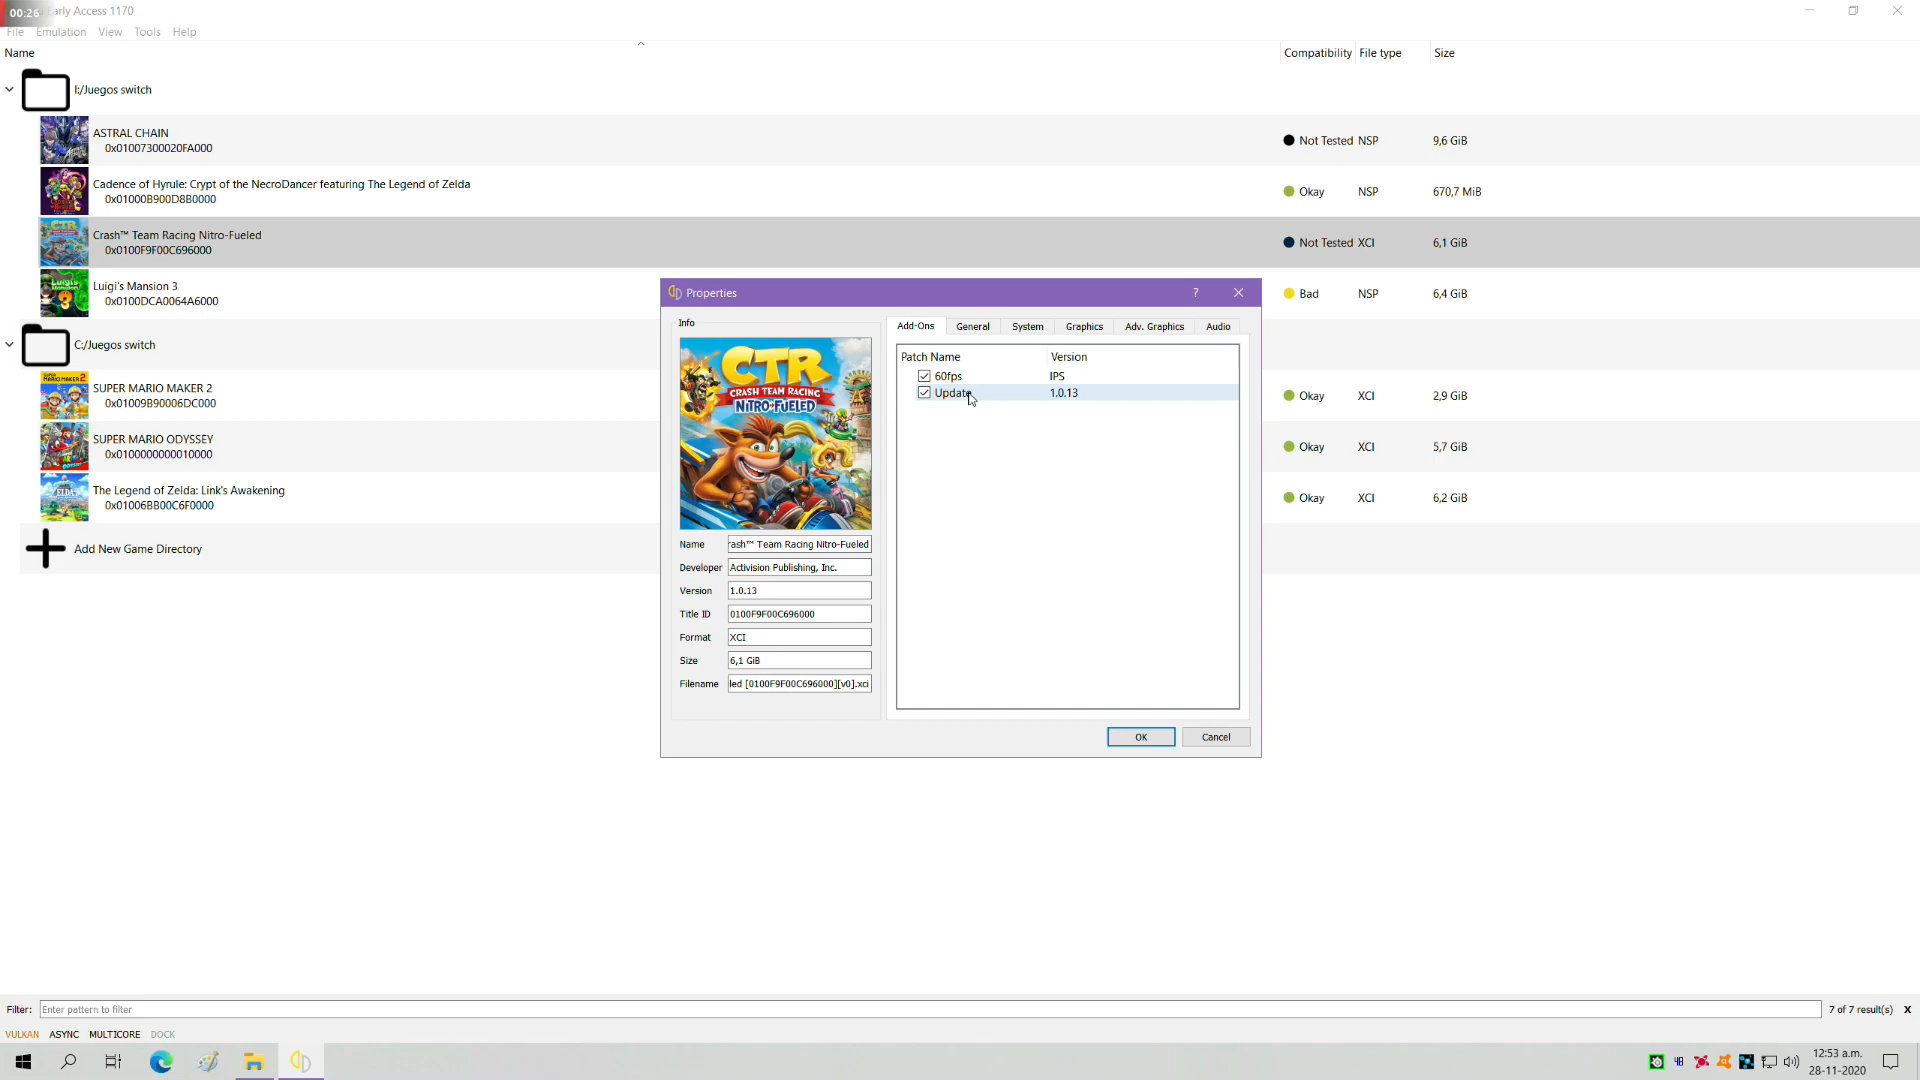 00:26 Early Access 1170
File Emulation View Tools Help
Name Compatibility File type Size
I:/Juegos switch
ASTRAL CHAIN
0x01007300020FA000 Not Tested NSP 9,6 GiB
Cadence of Hyrule: Crypt of the NecroDancer featuring The Legend of Zelda
0x01000B900D8B0000 Okay NSP 670,7 MiB
Crash™ Team Racing Nitro-Fueled
0x0100F9F00C696000 Not Tested XCI 6,1 GiB
Luigi's Mansion 3
0x0100DCA0064A6000 Bad NSP 6,4 GiB
C:/Juegos switch
SUPER MARIO MAKER 2
0x01009B90006DC000 Okay XCI 2,9 GiB
SUPER MARIO ODYSSEY
0x0100000000010000 Okay XCI 5,7 GiB
The Legend of Zelda: Link's Awakening
0x01006BB00C6F0000 Okay XCI 6,2 GiB
Add New Game Directory
Properties ?
Info
Add-Ons General System Graphics Adv. Graphics Audio
Patch Name Version
60fps IPS
Update 1.0.13
CTR
CRASH TEAM RACING
NITRO-FUELED
Name rash™ Team Racing Nitro-Fueled
Developer Activision Publishing, Inc.
Version 1.0.13
Title ID 0100F9F00C696000
Format XCI
Size 6,1 GiB
Filename led [0100F9F00C696000][v0].xci
OK Cancel
Filter: Enter pattern to filter 7 of 7 result(s) X
VULKAN ASYNC MULTICORE DOCK
48
12:53 a.m.
28-11-2020